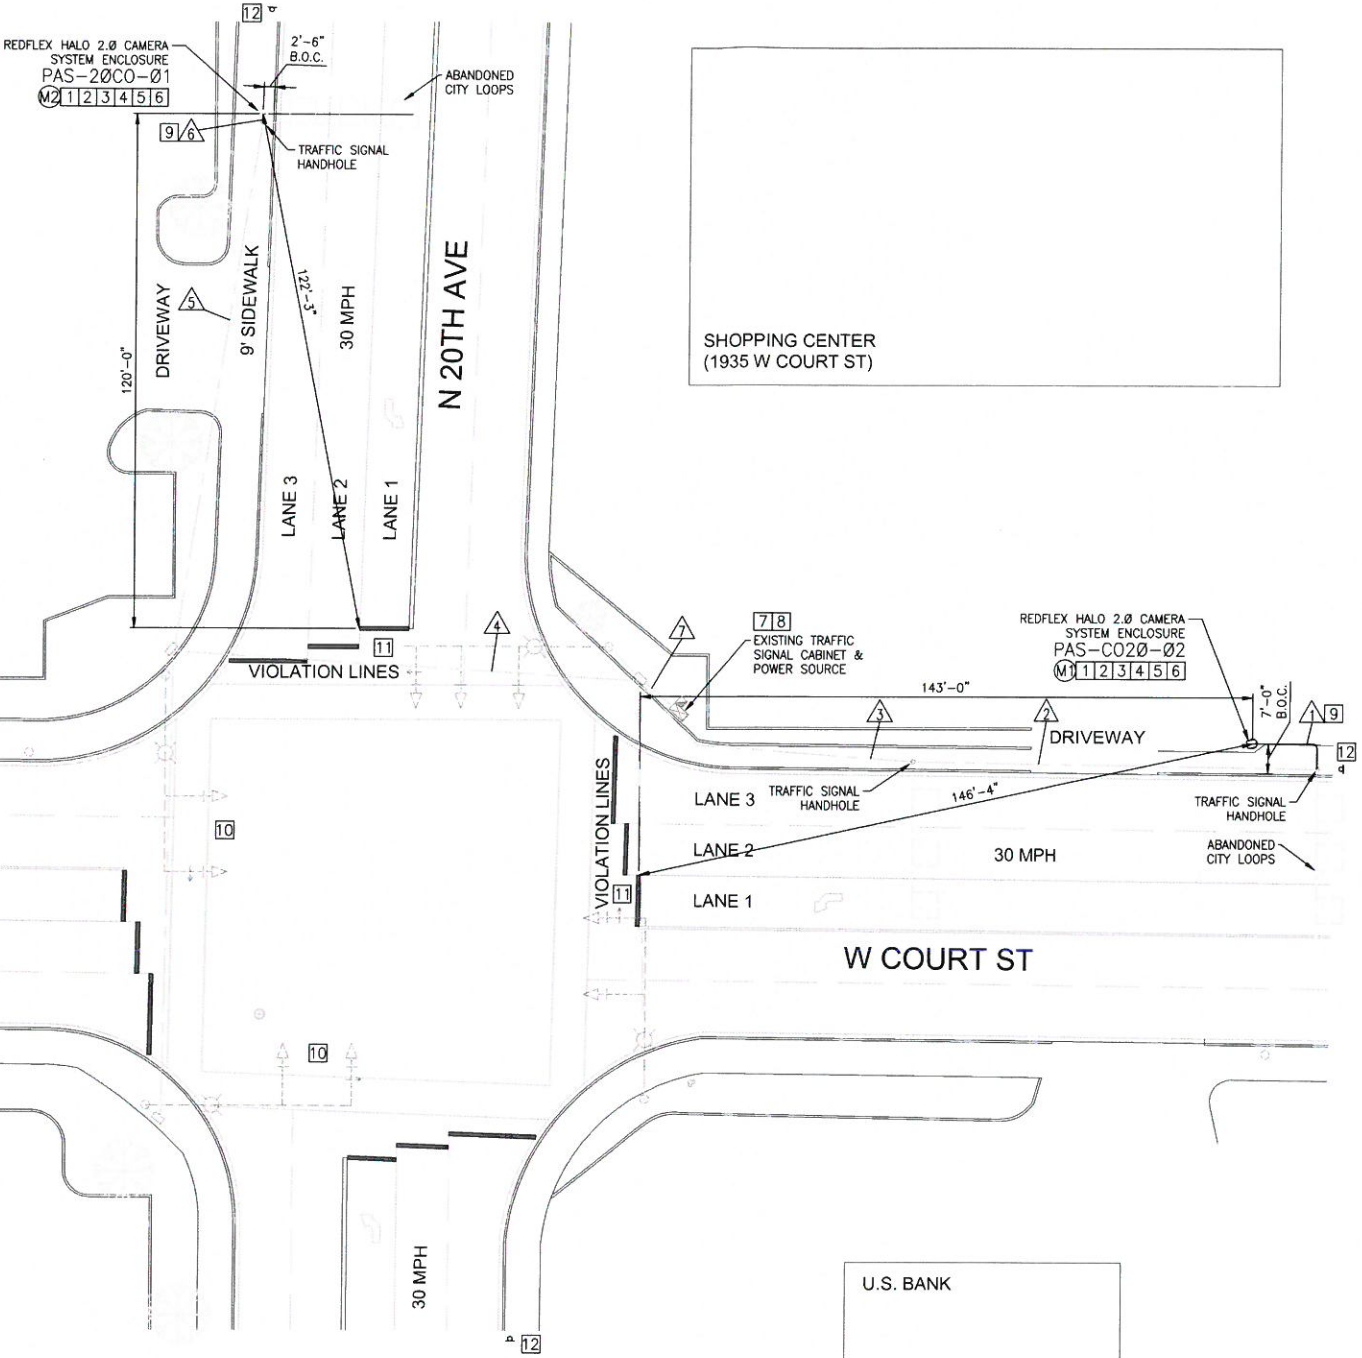 12
REDFLEX HALO 2.0 CAMERA
SYSTEM ENCLOSURE
PAS-20CO-01
M2 1 2 3 4 5 6
2'-6"
B.O.C.
ABANDONED
CITY LOOPS
9 6
TRAFFIC SIGNAL
HANDHOLE
120'-0"
DRIVEWAY
5
9' SIDEWALK
122'-3"
30 MPH
N 20TH AVE
LANE 3
LANE 2
LANE 1
SHOPPING CENTER
(1935 W COURT ST)
4
11
VIOLATION LINES
7
7 8
EXISTING TRAFFIC
SIGNAL CABINET &
POWER SOURCE
REDFLEX HALO 2.0 CAMERA
SYSTEM ENCLOSURE
PAS-CO20-02
M1 1 2 3 4 5 6
143'-0"
7'-0"
B.O.C.
1 9
3
2
DRIVEWAY
12
VIOLATION LINES
LANE 3
TRAFFIC SIGNAL
HANDHOLE
146'-4"
TRAFFIC SIGNAL
HANDHOLE
10
LANE 2
30 MPH
ABANDONED
CITY LOOPS
11
LANE 1
W COURT ST
10
30 MPH
U.S. BANK
12